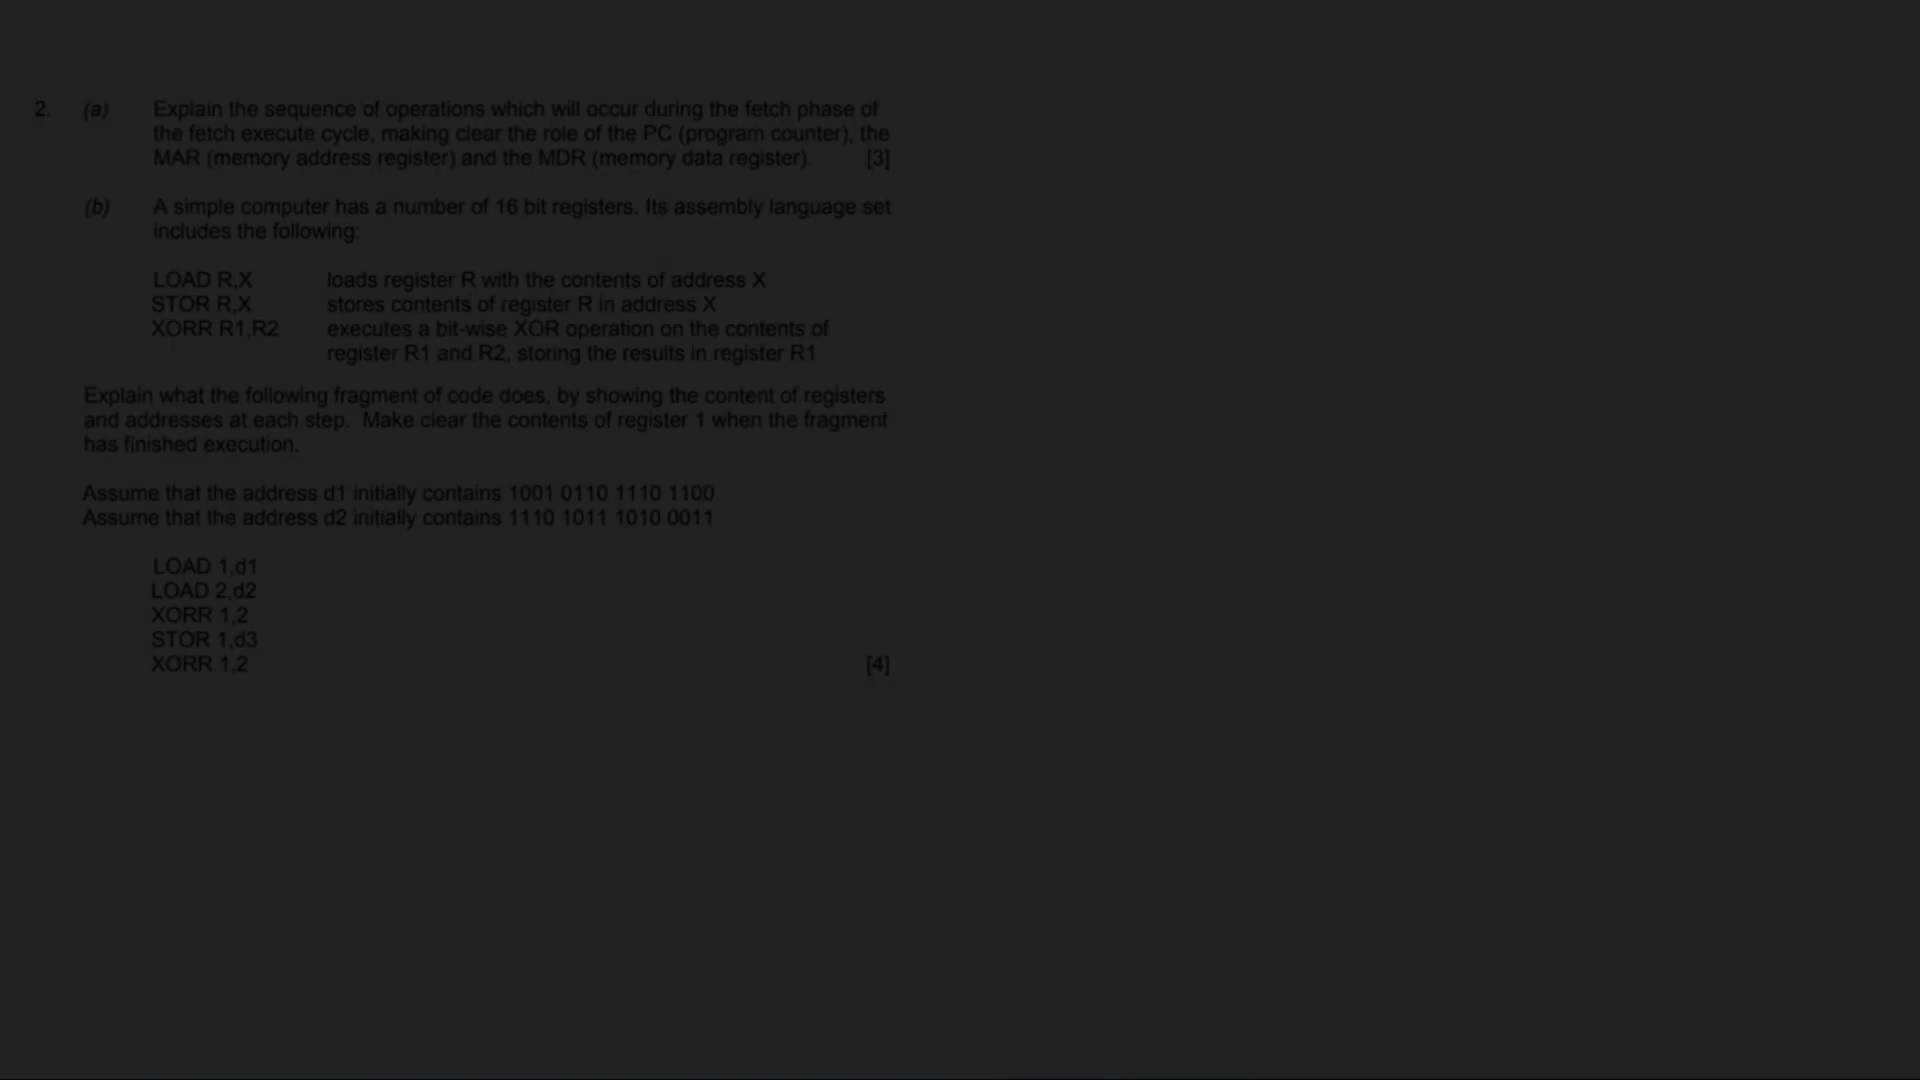 2. (a) Explain the sequence of operations which will occur during the fetch phase of
the fetch execute cycle, making clear the role of the PC (program counter), the
MAR (memory address register) and the MDR (memory data register). [3]
(b) A simple computer has a number of 16 bit registers. Its assembly language set
includes the following:
LOAD R,X loads register R with the contents of address X
STOR R,X stores contents of register R in address X
XORR R1,R2 executes a bit-wise XOR operation on the contents of
register R1 and R2, storing the results in register R1
Explain what the following fragment of code does, by showing the content of registers
and addresses at each step. Make clear the contents of register 1 when the fragment
has finished execution.
Assume that the address d1 initially contains 1001 0110 1110 1100
Assume that the address d2 initially contains 1110 1011 1010 0011
LOAD 1,d1
LOAD 2,d2
XORR 1,2
STOR 1,d3
XORR 1,2 [4]